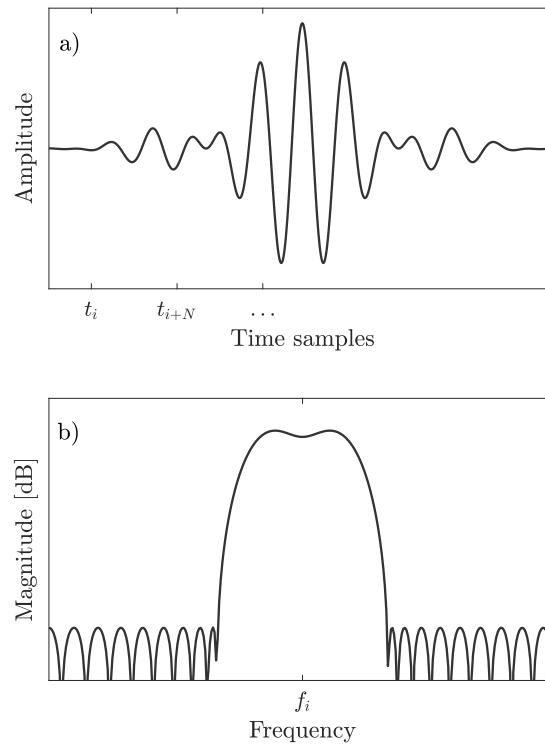 a)
Amplitude
t_i t_{i+N} ...
Time samples
b)
Magnitude [dB]
f_i
Frequency